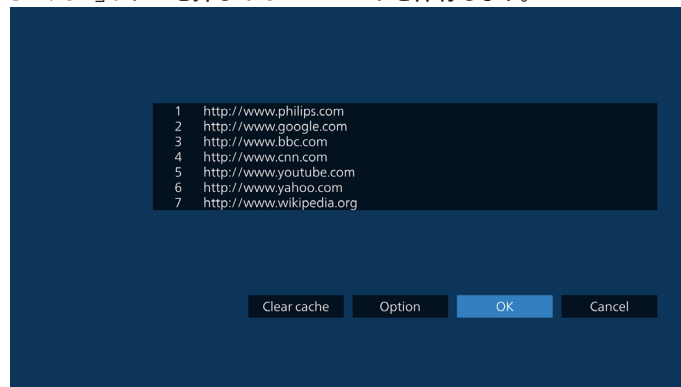 1 http://www.philips.com
2 http://www.google.com
3 http://www.bbc.com
4 http://www.cnn.com
5 http://www.youtube.com
6 http://www.yahoo.com
7 http://www.wikipedia.org
Clear cache Option OK Cancel